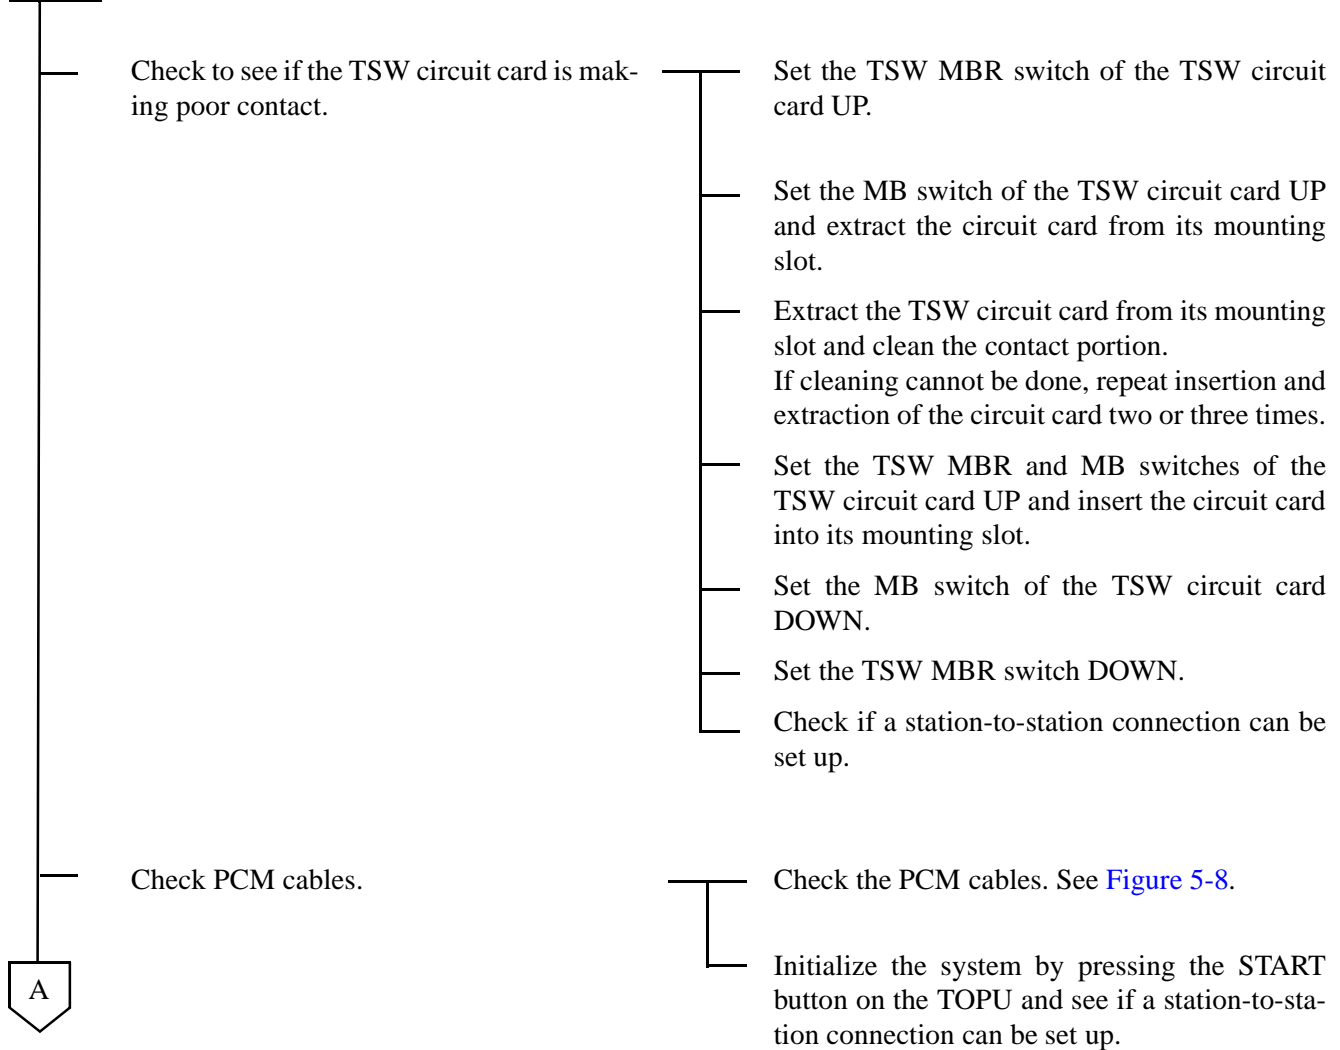 Check to see if the TSW circuit card is mak-
ing poor contact.
Set the TSW MBR switch of the TSW circuit
card UP.
Set the MB switch of the TSW circuit card UP
and extract the circuit card from its mounting
slot.
Extract the TSW circuit card from its mounting
slot and clean the contact portion.
If cleaning cannot be done, repeat insertion and
extraction of the circuit card two or three times.
Set the TSW MBR and MB switches of the
TSW circuit card UP and insert the circuit card
into its mounting slot.
Set the MB switch of the TSW circuit card
DOWN.
Set the TSW MBR switch DOWN.
Check if a station-to-station connection can be
set up.
Check PCM cables.
Check the PCM cables. See Figure 5-8.
Initialize the system by pressing the START
button on the TOPU and see if a station-to-sta-
tion connection can be set up.
A